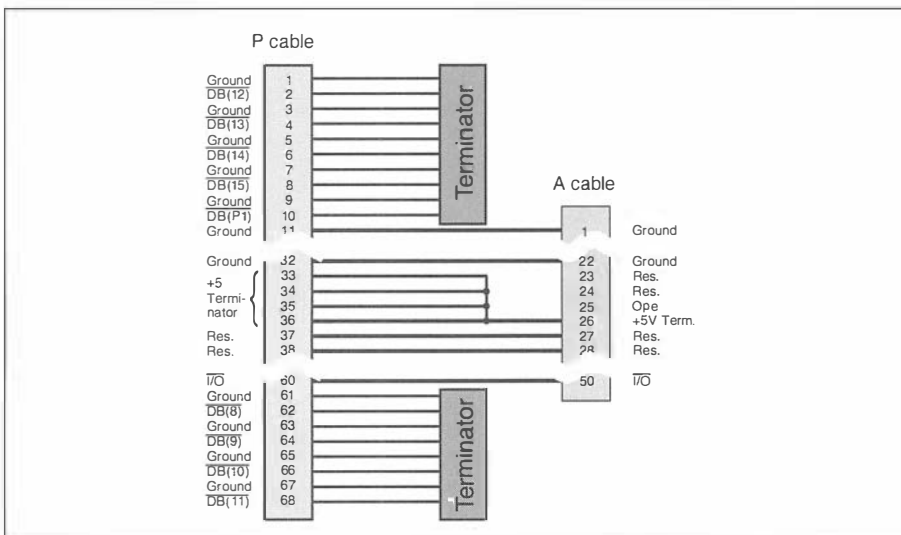 P cable
Ground 1
DB(12) 2
Ground 3
DB(13) 4
Ground 5
DB(14) 6
Ground 7
DB(15) 8
Ground 9
DB(P1) 10
Ground 11
Terminator
A cable
1 Ground
Ground 32
33
34
35
36
+5
Termi-
nator
Res. 37
Res. 38
22 Ground
23 Res.
24 Res.
25 Ope
26 +5V Term.
27 Res.
28 Res.
I/O 60
50 I/O
Ground 61
DB(8) 62
Ground 63
DB(9) 64
Ground 65
DB(10) 66
Ground 67
DB(11) 68
Terminator